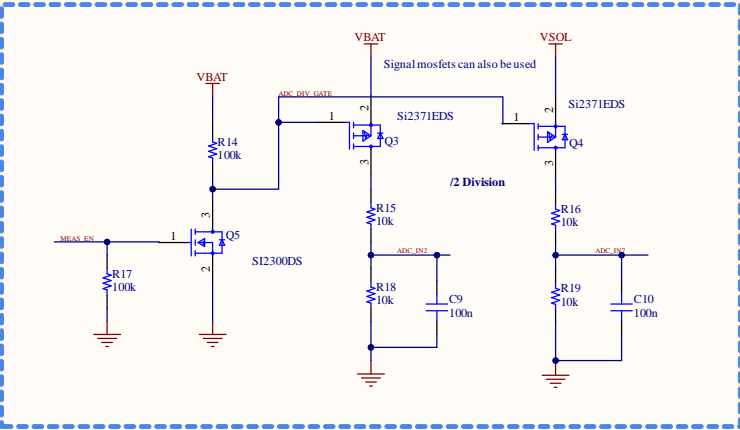 VBAT
VSOL
Signal mosfets can also be used
VBAT
ADC_DIV_GATE
2
2
Si2371EDS
Si2371EDS
1
1
Q3
Q4
R14
100k
3
3
/2 Division
3
R15
10k
R16
10k
MEAS_EN
1
Q5
SI2300DS
2
ADC_IN2
ADC_IN7
R17
100k
R18
10k
C9
100n
R19
10k
C10
100n